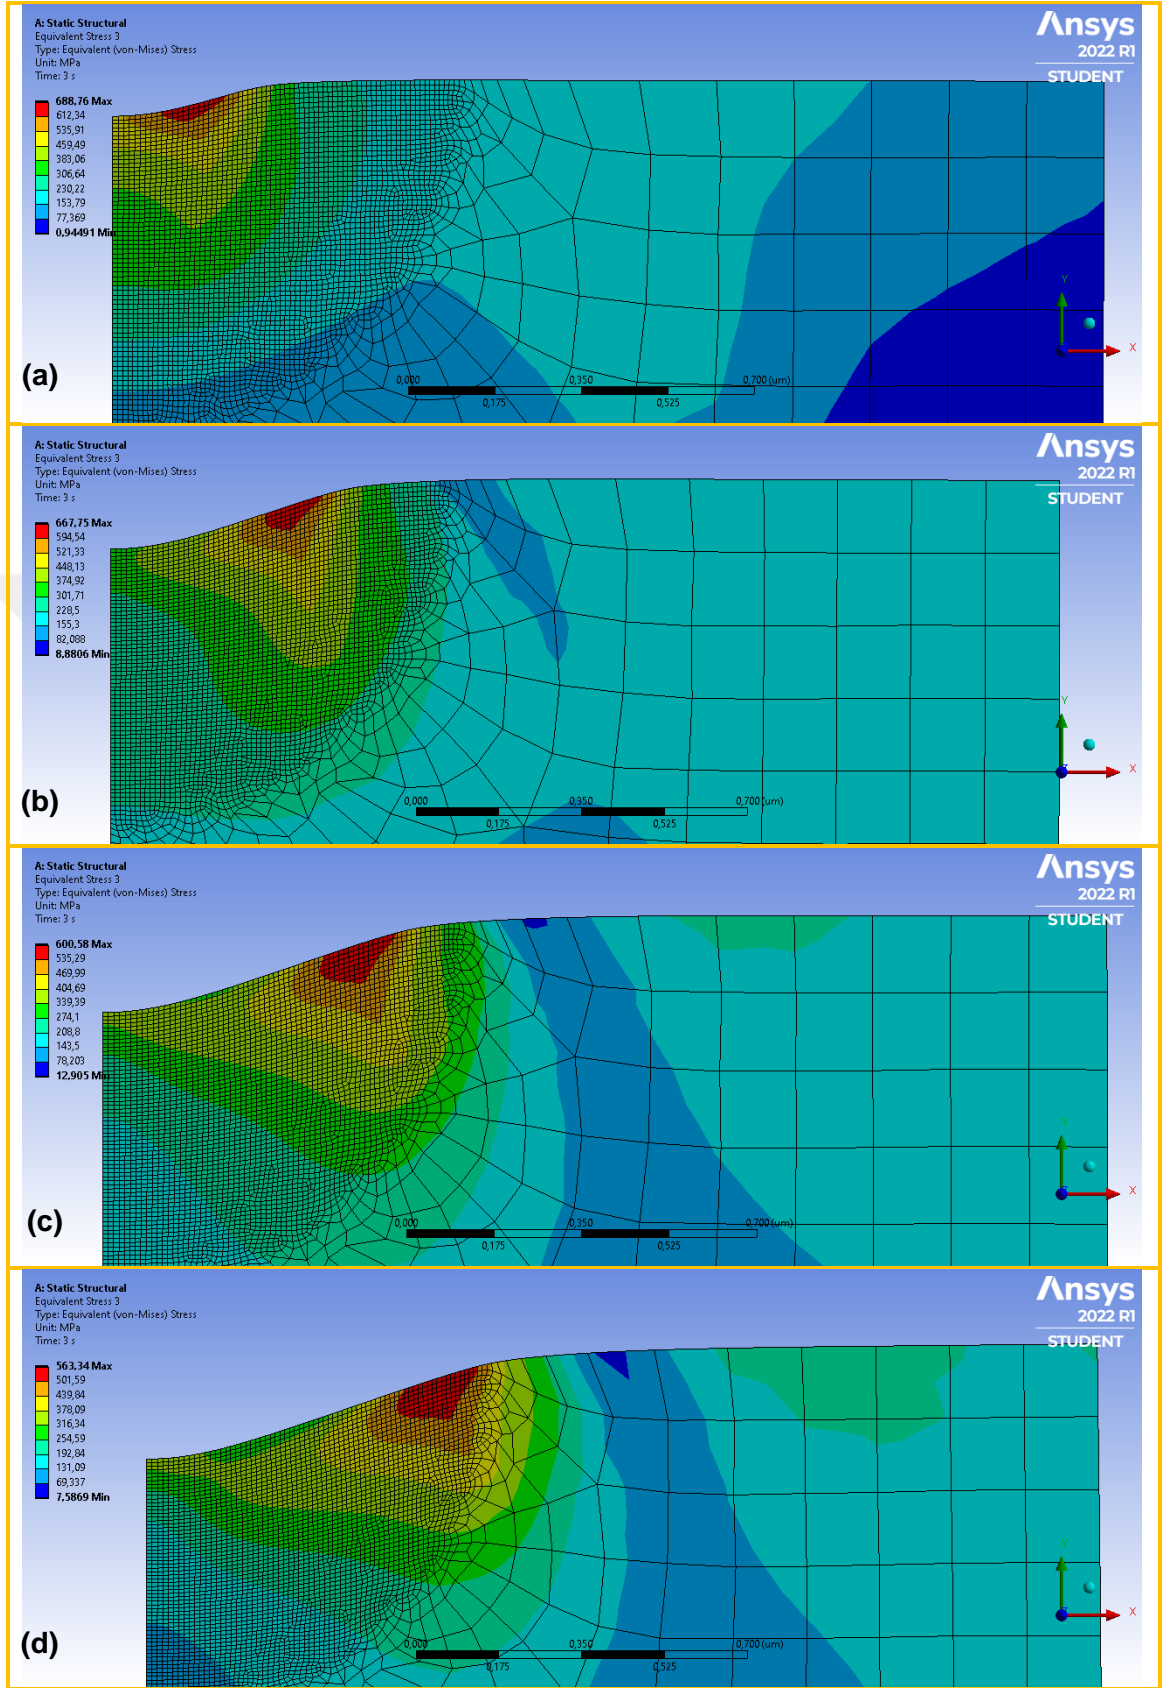 A: Static Structural
Equivalent Stress 3
Type: Equivalent (von-Mises) Stress
Unit: MPa
Time: 3 s
688,76 Max
612,34
535,91
459,49
383,06
306,64
230,22
153,79
77,369
0,94491 Min
Ansys
2022 R1
STUDENT
Y
X
0,000
0,350
0,700 (um)
0,175
0,525
(a)
A: Static Structural
Equivalent Stress 3
Type: Equivalent (von-Mises) Stress
Unit: MPa
Time: 3 s
667,75 Max
594,54
521,33
448,13
374,92
301,71
228,5
155,3
82,088
8,8806 Min
Ansys
2022 R1
STUDENT
Y
X
0,000
0,350
0,700 (um)
0,175
0,525
(b)
A: Static Structural
Equivalent Stress 3
Type: Equivalent (von-Mises) Stress
Unit: MPa
Time: 3 s
600,58 Max
535,29
469,99
404,69
339,39
274,1
208,8
143,5
78,203
12,905 Min
Ansys
2022 R1
STUDENT
Y
X
0,000
0,350
0,700 (um)
0,175
0,525
(c)
A: Static Structural
Equivalent Stress 3
Type: Equivalent (von-Mises) Stress
Unit: MPa
Time: 3 s
563,34 Max
501,59
439,84
378,09
316,34
254,59
192,84
131,09
69,337
7,5869 Min
Ansys
2022 R1
STUDENT
Y
X
0,000
0,350
0,700 (um)
0,175
0,525
(d)